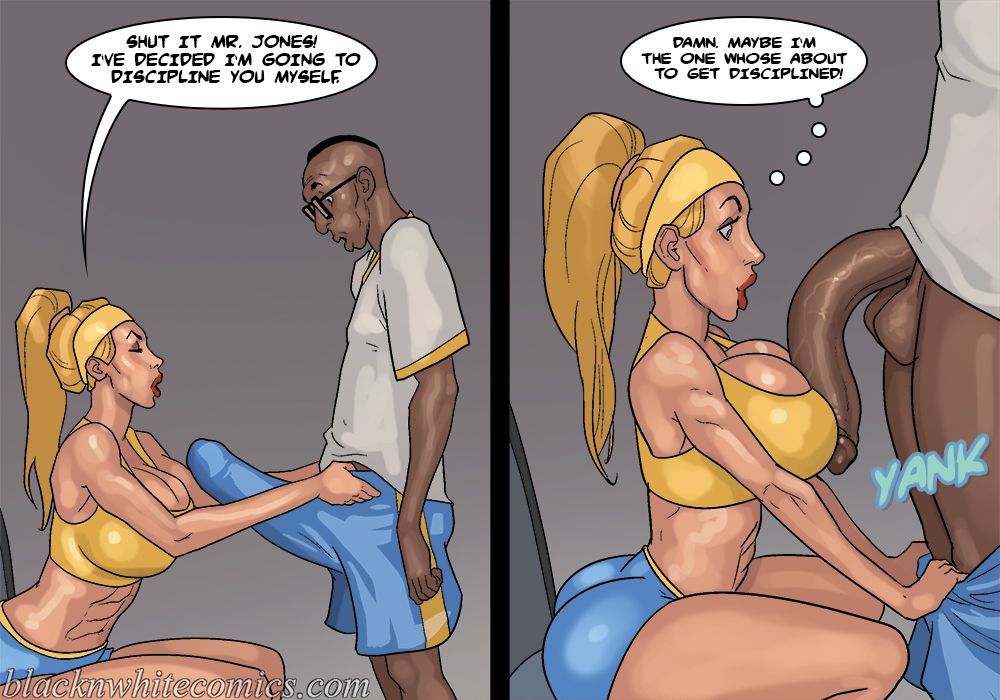 SHUT IT MR. JONES!
I'VE DECIDED I'M GOING TO
DISCIPLINE YOU MYSELF.
DAMN. MAYBE I'M
THE ONE WHOSE ABOUT
TO GET DISCIPLINED!
YANK
blacknwhitecomics.com